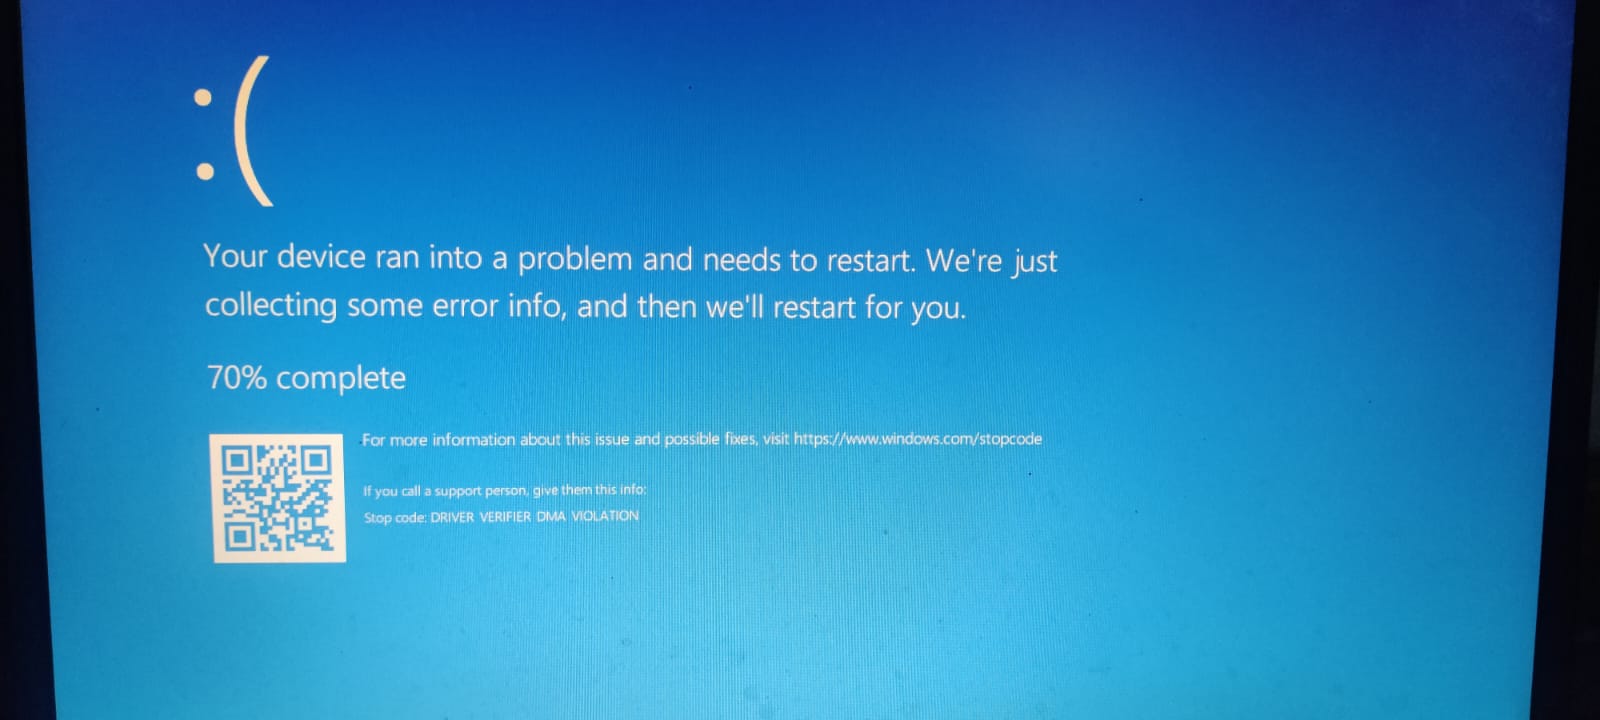 :(
Your device ran into a problem and needs to restart. We're just
collecting some error info, and then we'll restart for you.
70% complete
For more information about this issue and possible fixes, visit https://www.windows.com/stopcode
If you call a support person, give them this info:
Stop code: DRIVER VERIFIER DMA VIOLATION